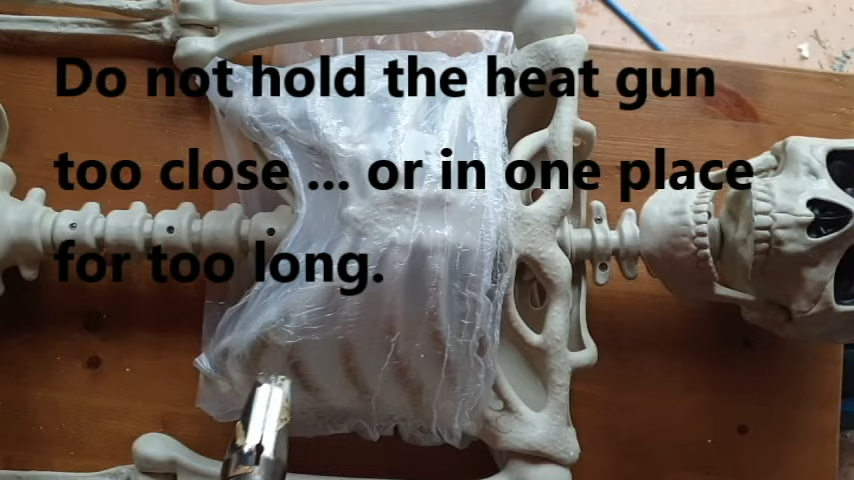 Do not hold the heat gun
too close ... or in one place
for too long.